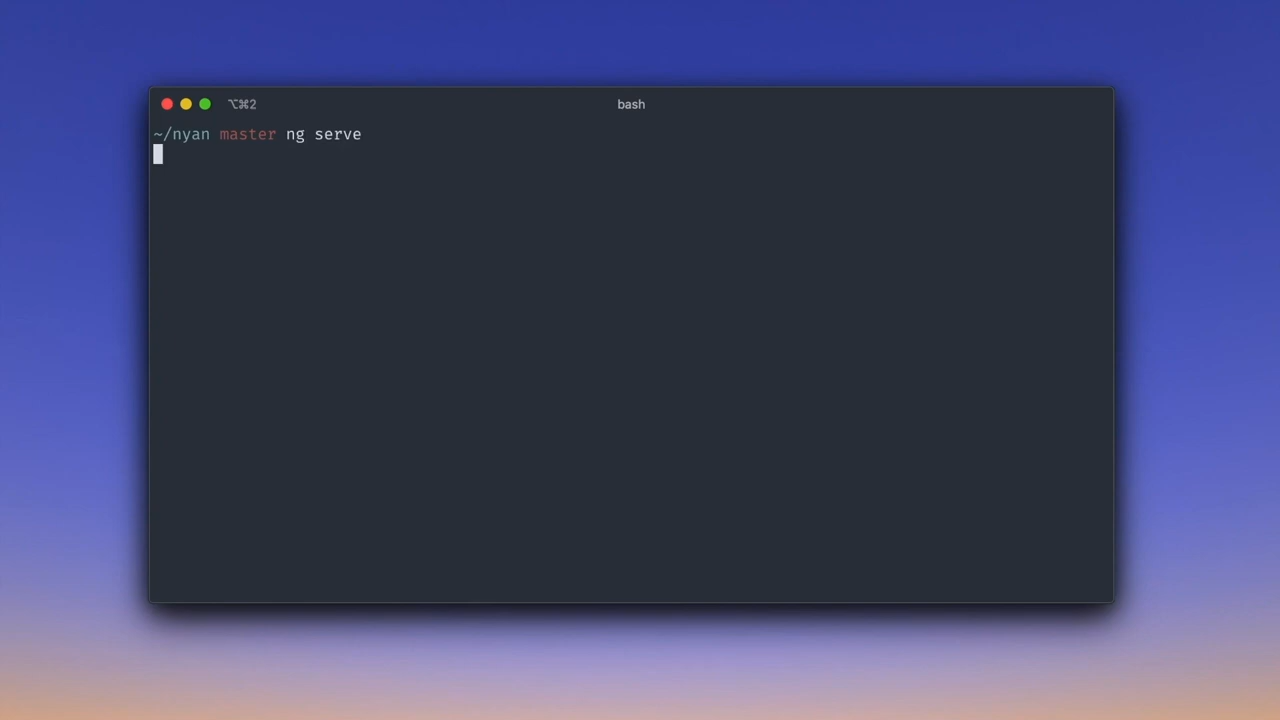 ⌥⌘2 bash
~/nyan master ng serve